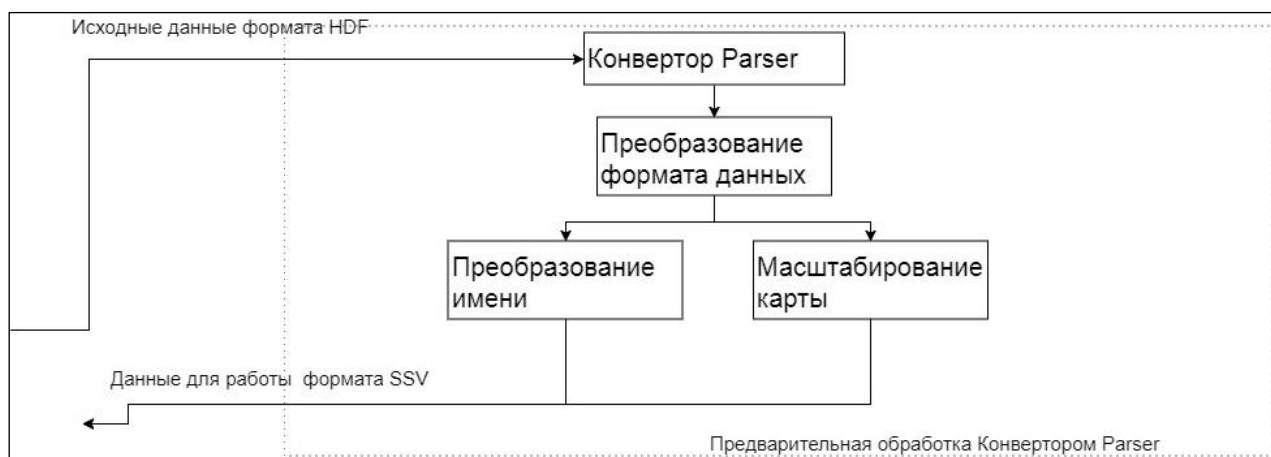 Исходные данные формата HDF
Конвертор Parser
Преобразование
формата данных
Преобразование
имени
Масштабирование
карты
Данные для работы формата SSV
Предварительная обработка Конвертором Parser